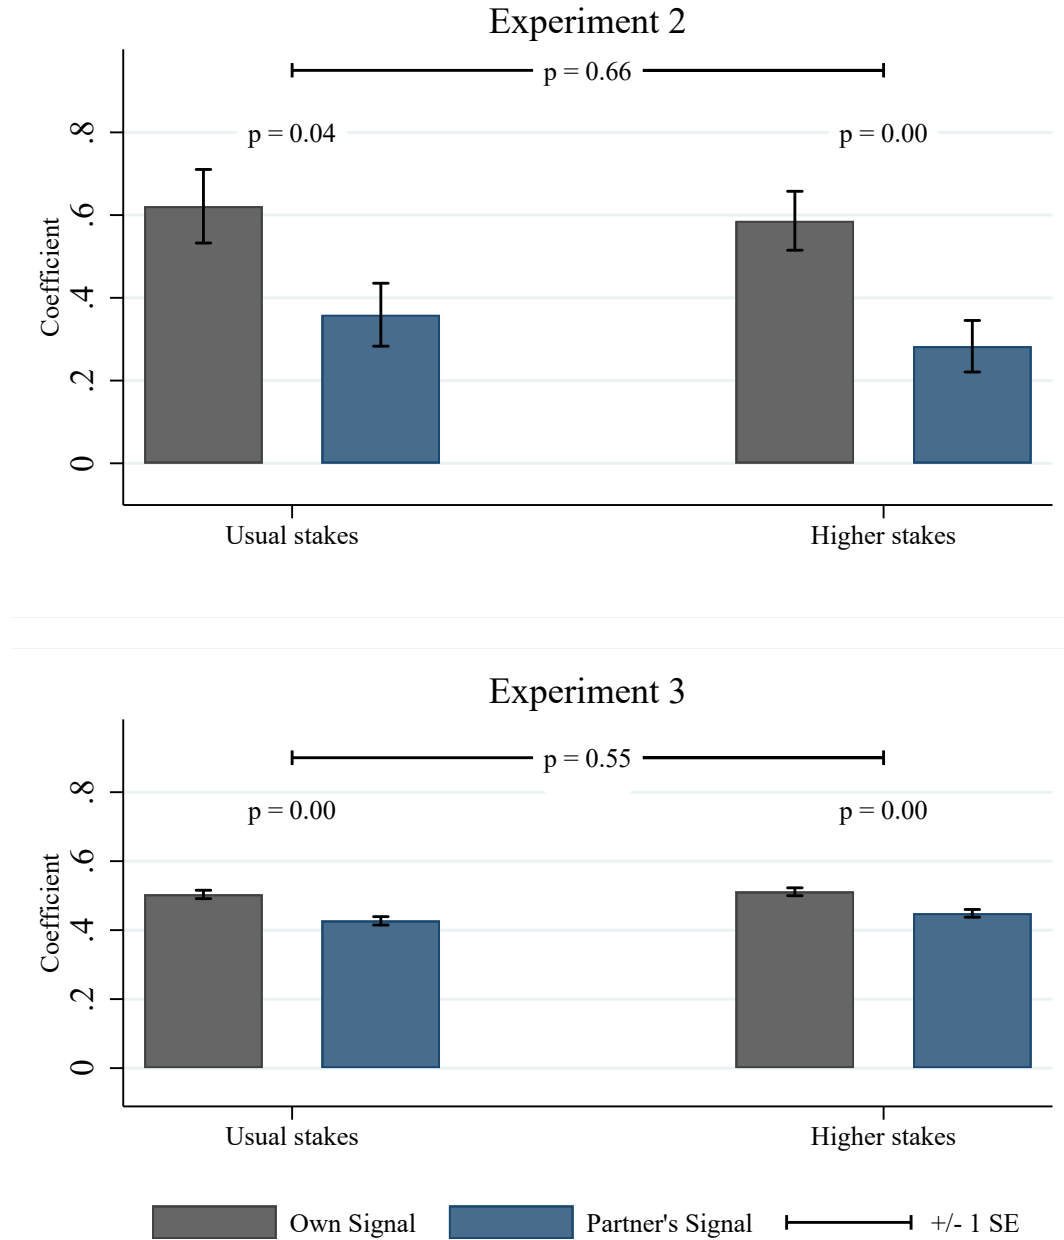 Experiment 2
p = 0.66
p = 0.04
p = 0.00
.8
.6
.4
.2
0
Coefficient
Usual stakes
Higher stakes
Experiment 3
p = 0.55
p = 0.00
p = 0.00
.8
.6
.4
.2
0
Coefficient
Usual stakes
Higher stakes
Own Signal
Partner's Signal
+/- 1 SE